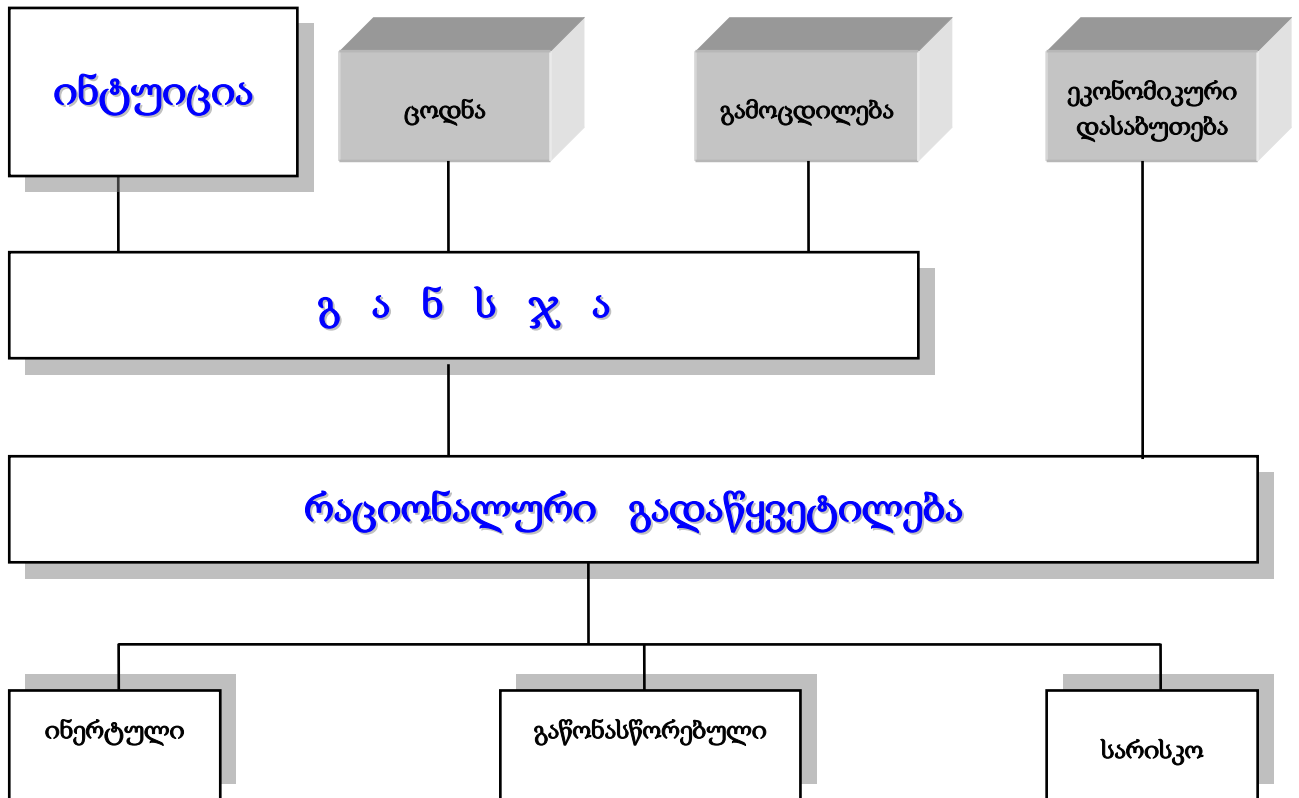 ინტუიცია
ცოდნა
გამოცდილება
ეკონომიკური
დასაბუთება
გ ა ნ ს ჯ ა
რაციონალური გადაწყვეტილება
ინერტული
გაწონასწორებული
სარისკო